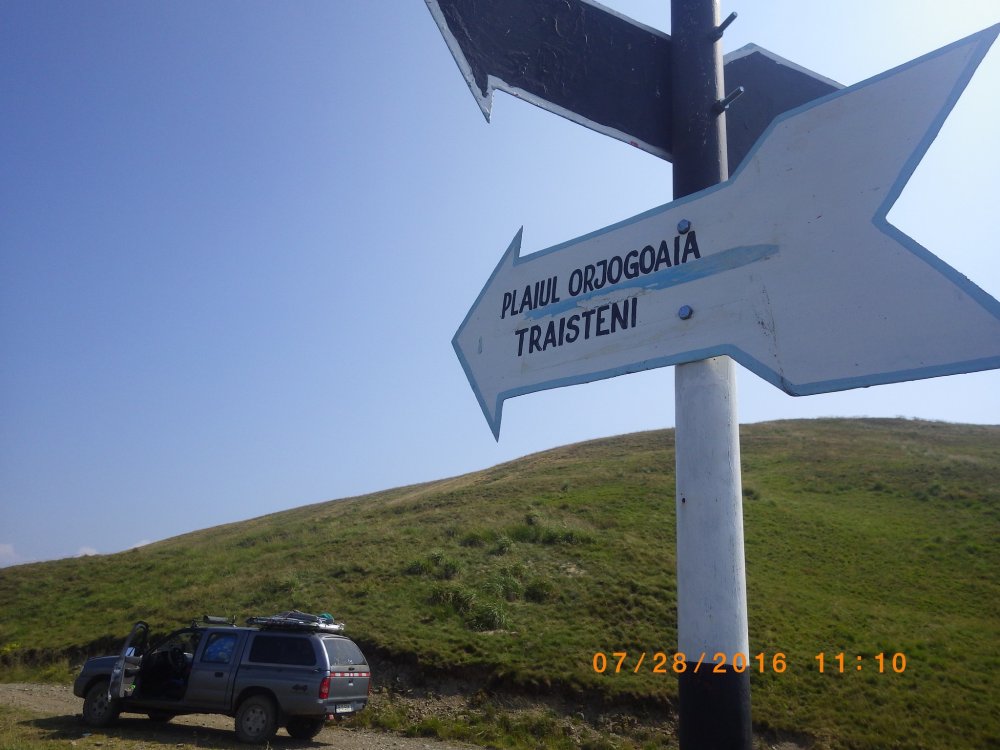 PLAIUL ORJOGOAIA
TRAISTENI
07/28/2016 11:10